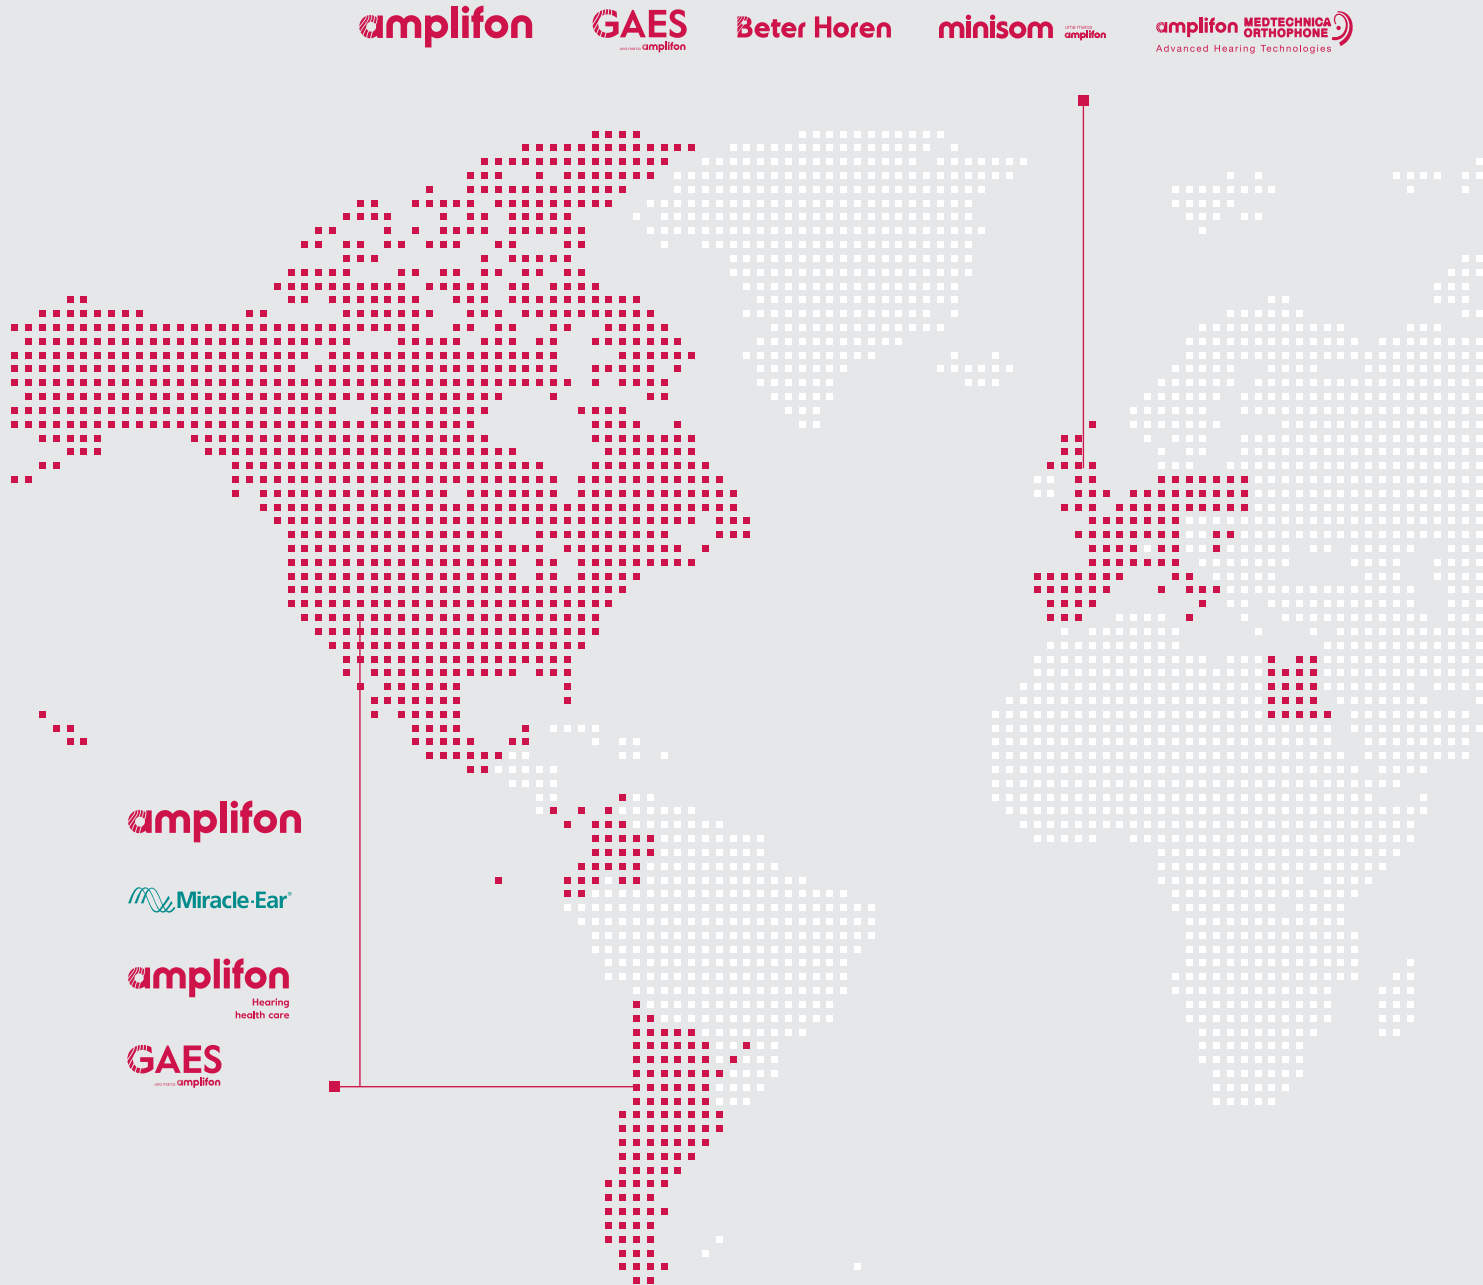 amplifon
GAES
una marca amplifon
Beter Horen
minisom
uma marca
amplifon
amplifon MEDTECHNICA
ORTHOPHONE
Advanced Hearing Technologies
amplifon
Miracle-Ear®
amplifon
Hearing
health care
GAES
una marca amplifon